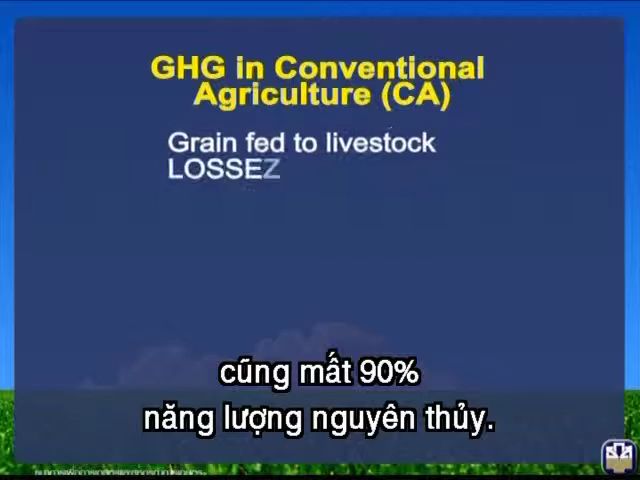 GHG in Conventional
Agriculture (CA)
Grain fed to livestock
LOSSEZ
cũng mất 90%
năng lượng nguyên thủy.